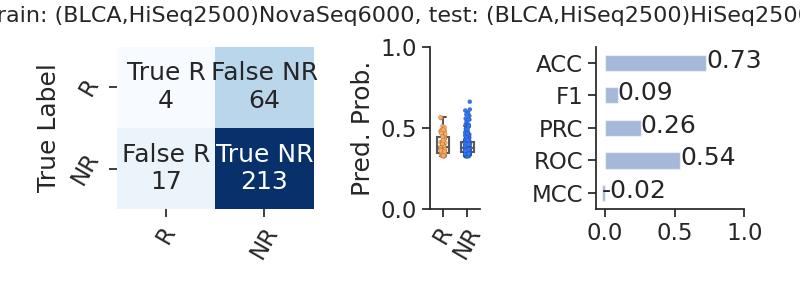 rain: (BLCA,HiSeq2500)NovaSeq6000, test: (BLCA,HiSeq2500)HiSeq250
True Label
R
NR
True R
4
False NR
64
False R
17
True NR
213
R
NR
Pred. Prob.
1.0
0.5
0.0
R
NR
ACC
F1
PRC
ROC
MCC
0.73
0.09
0.26
0.54
-0.02
0.0
0.5
1.0